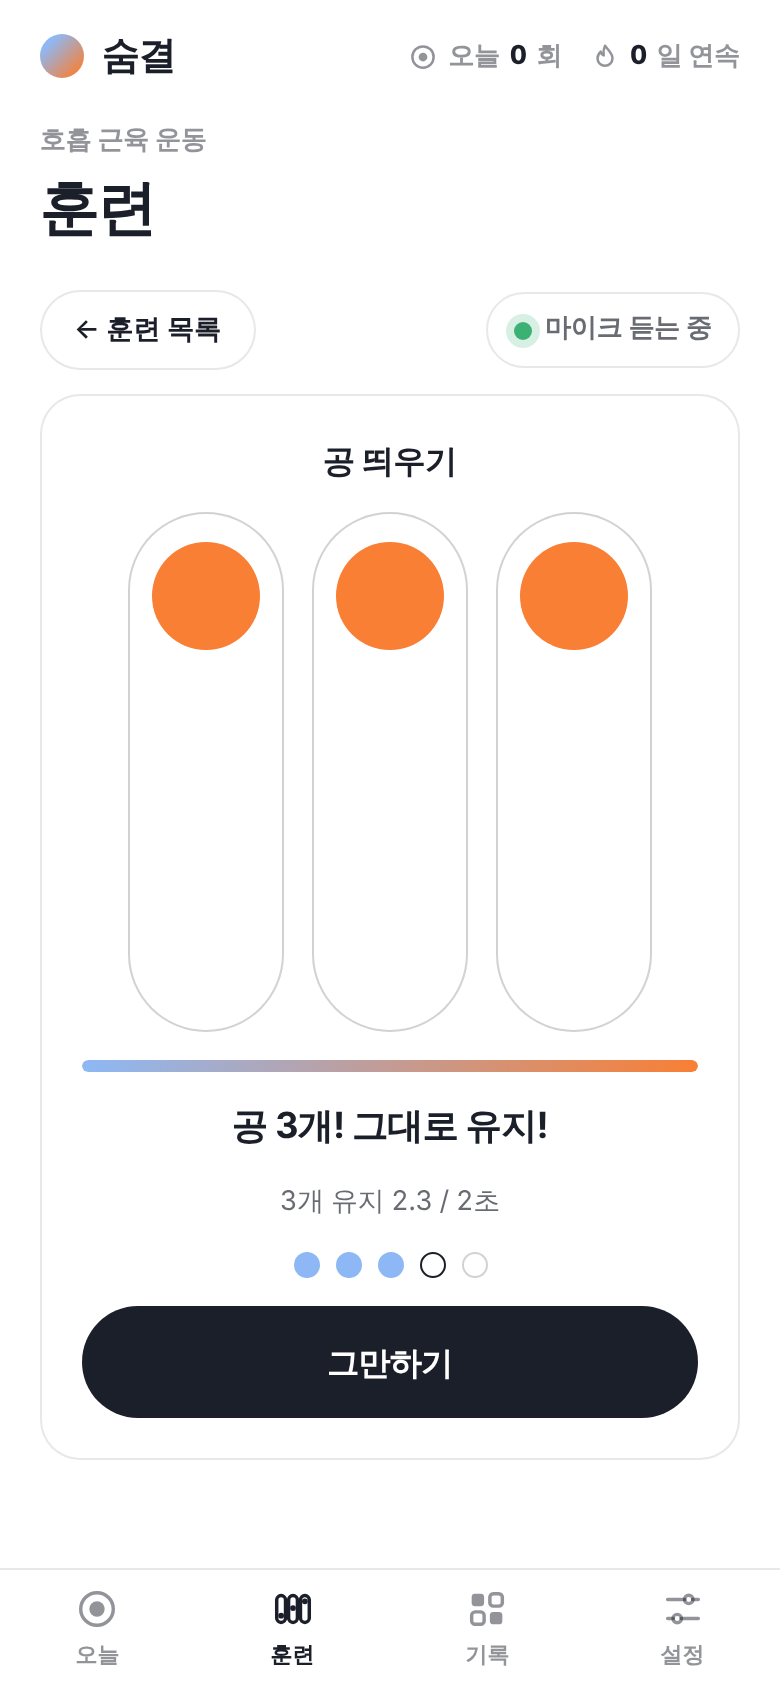 숨결
오늘 0 회
0 일 연속
호흡 근육 운동
훈련
← 훈련 목록
마이크 듣는 중
공 띄우기
공 3개! 그대로 유지!
3개 유지 2.3 / 2초
그만하기
오늘
훈련
기록
설정